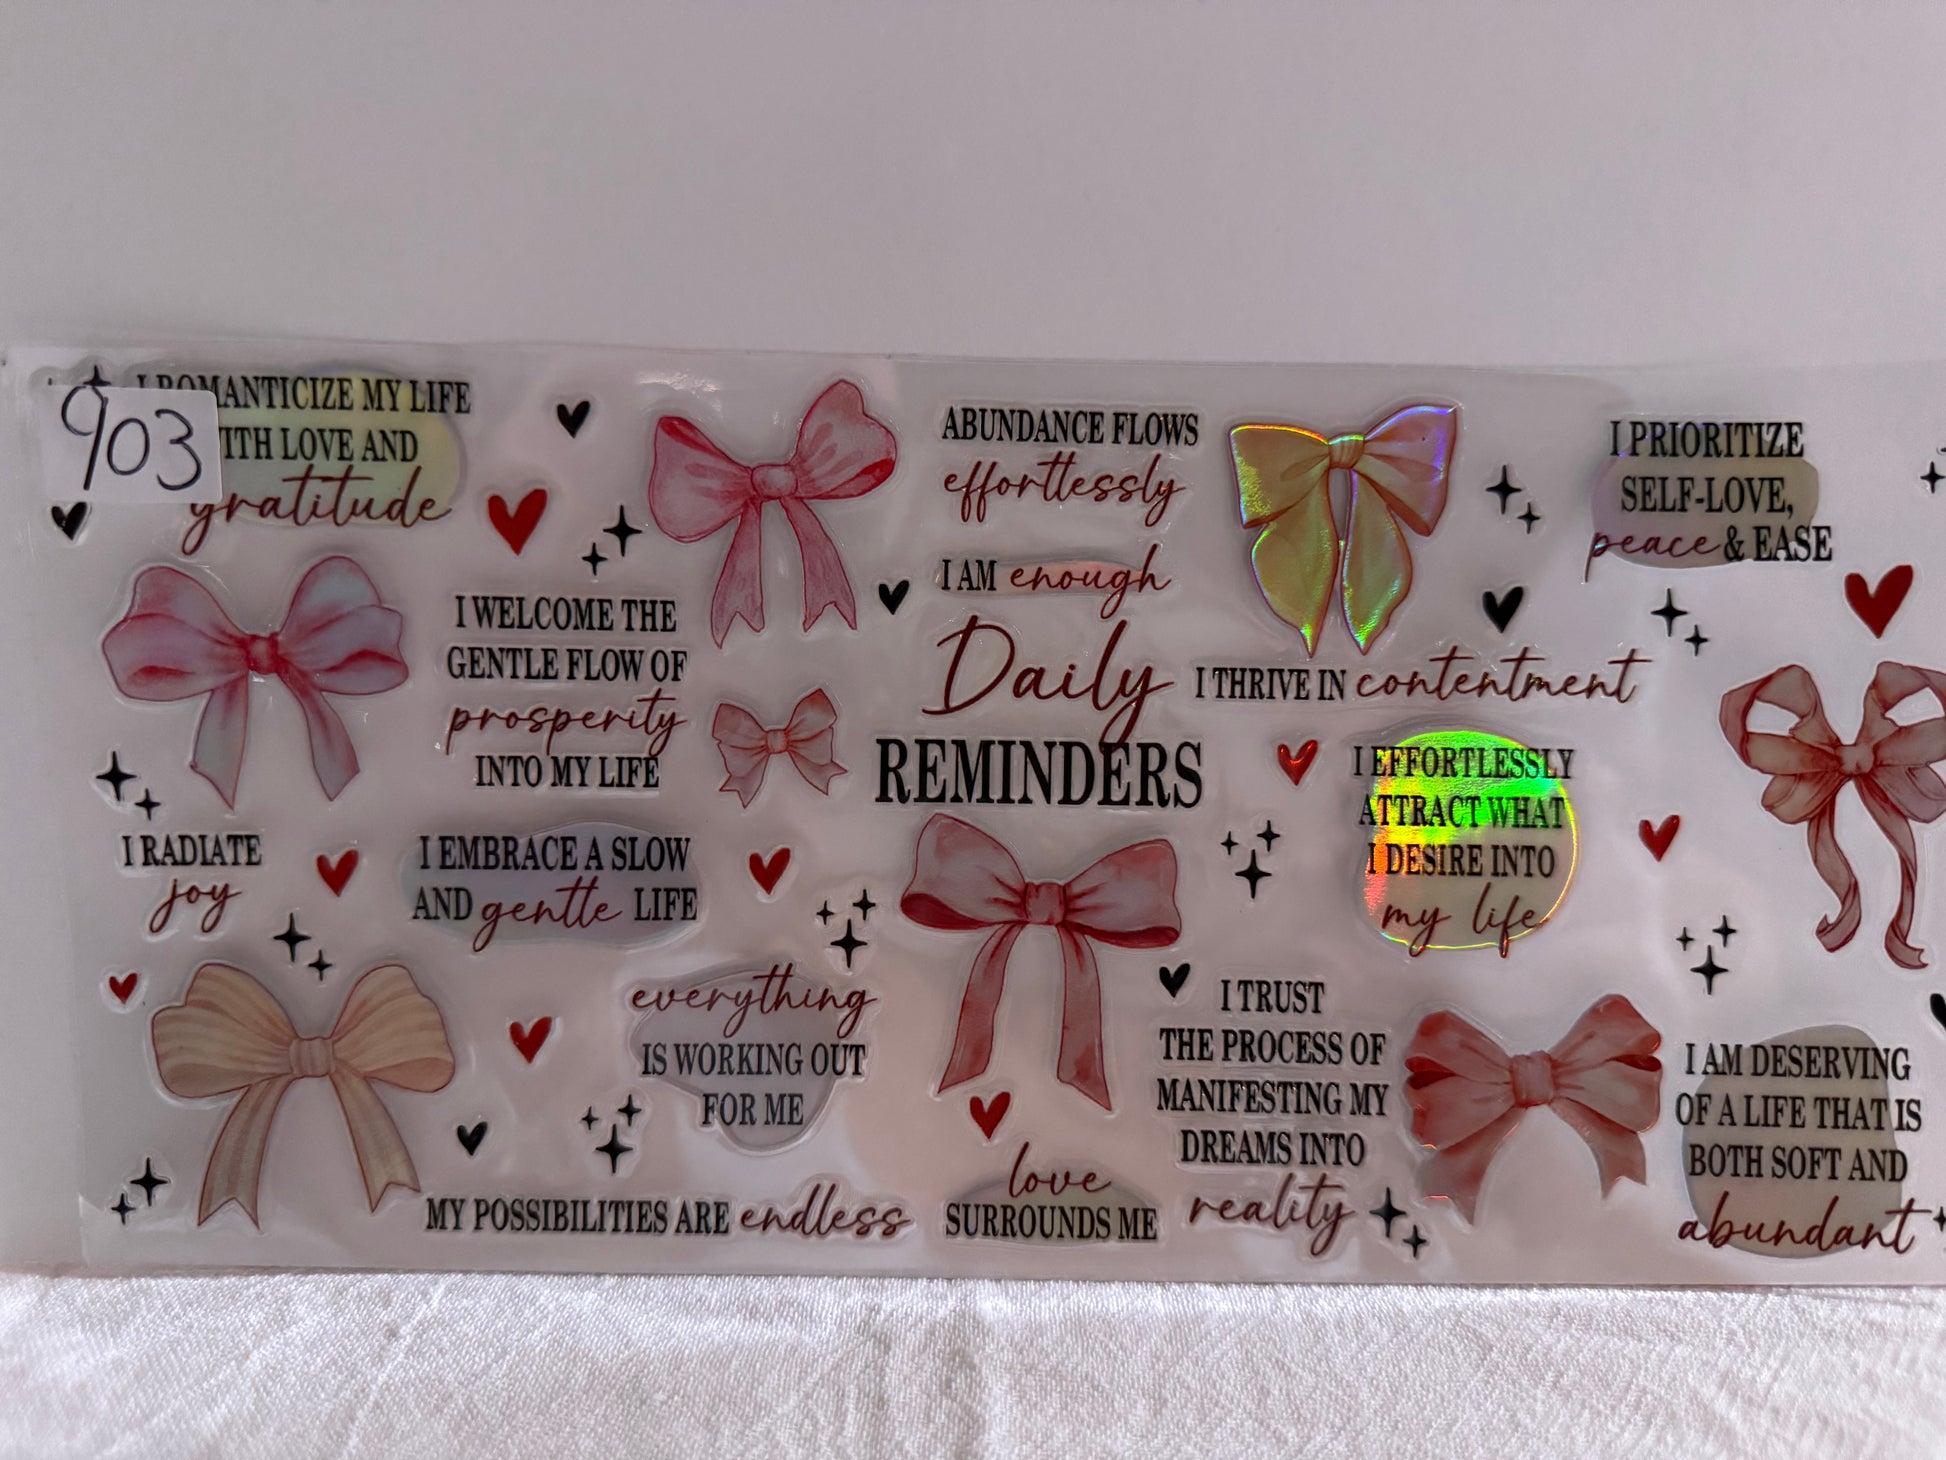 903
ROMANTICIZE MY LIFE
WITH LOVE AND
gratitude
I WELCOME THE
GENTLE FLOW OF
prosperity
INTO MY LIFE
I RADIATE
joy
I EMBRACE A SLOW
AND gentle LIFE
everything
IS WORKING OUT
FOR ME
MY POSSIBILITIES ARE endless
ABUNDANCE FLOWS
effortlessly
I AM enough
Daily
REMINDERS
love
SURROUNDS ME
I THRIVE IN contentment
I EFFORTLESSLY
ATTRACT WHAT
I DESIRE INTO
my life
I TRUST
THE PROCESS OF
MANIFESTING MY
DREAMS INTO
reality
I PRIORITIZE
SELF-LOVE,
peace & EASE
I AM DESERVING
OF A LIFE THAT IS
BOTH SOFT AND
abundant